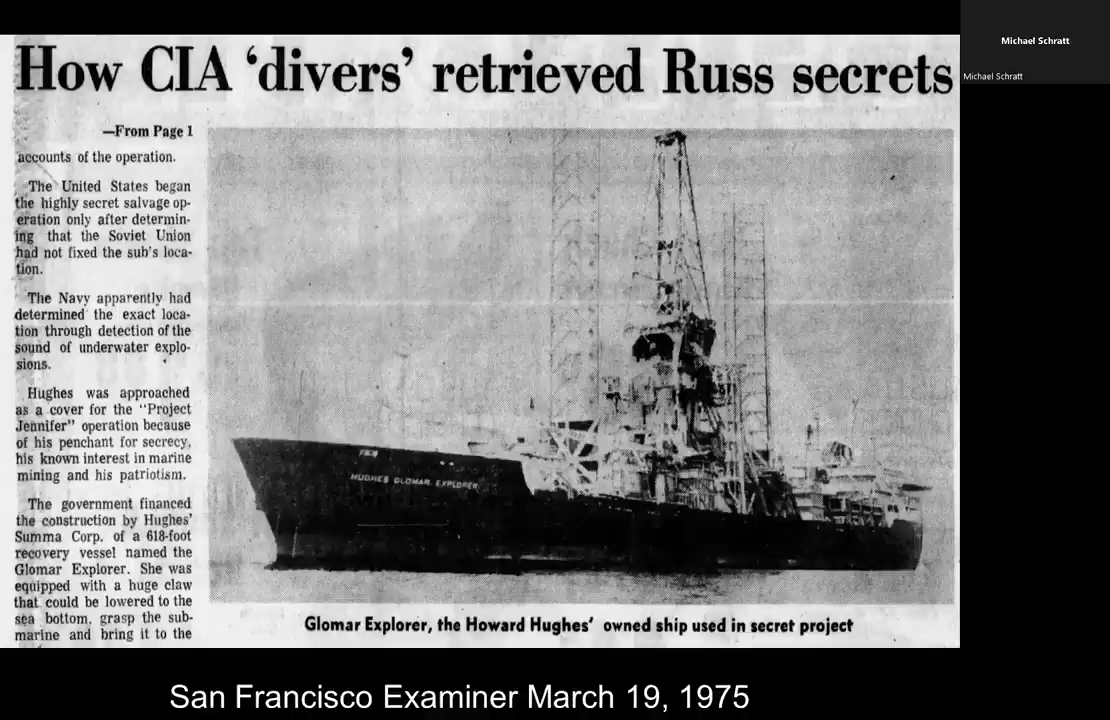 Michael Schratt
Michael Schratt
How CIA ‘divers’ retrieved Russ secrets
—From Page 1
accounts of the operation.
The United States began
the highly secret salvage op-
eration only after determin-
ing that the Soviet Union
had not fixed the sub's loca-
tion.
The Navy apparently had
determined the exact loca-
tion through detection of the
sound of underwater explo-
sions.
Hughes was approached
as a cover for the "Project
Jennifer" operation because
of his penchant for secrecy,
his known interest in marine
mining and his patriotism.
The government financed
the construction by Hughes'
Summa Corp. of a 618-foot
recovery vessel named the
Glomar Explorer. She was
equipped with a huge claw
that could be lowered to the
sea bottom, grasp the sub-
marine and bring it to the
HUGHES GLOMAR EXPLORER
Glomar Explorer, the Howard Hughes' owned ship used in secret project
San Francisco Examiner March 19, 1975